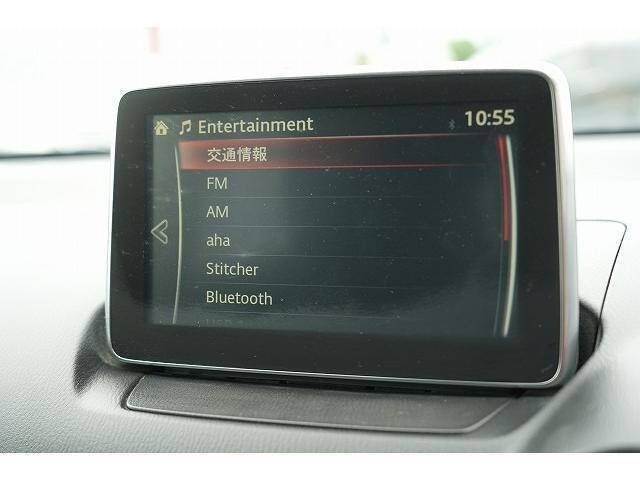 Entertainment
10:55
交通情報
FM
AM
aha
Stitcher
Bluetooth